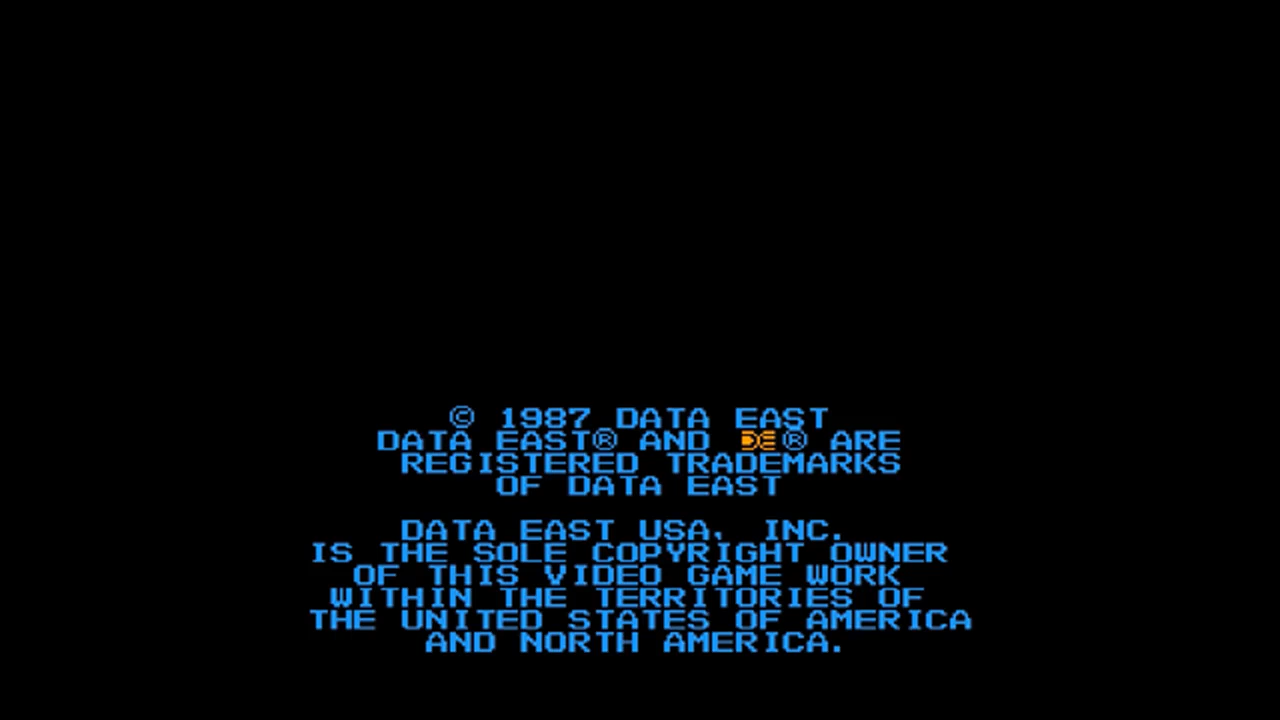 © 1987 DATA EAST
DATA EAST® AND DE® ARE
REGISTERED TRADEMARKS
OF DATA EAST
DATA EAST USA, INC.
IS THE SOLE COPYRIGHT OWNER
OF THIS VIDEO GAME WORK
WITHIN THE TERRITORIES OF
THE UNITED STATES OF AMERICA
AND NORTH AMERICA.